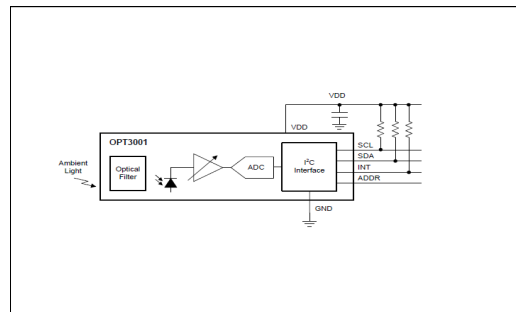 VDD
VDD
OPT3001
SCL
SDA
INT
ADDR
Ambient
Light
Optical
Filter
ADC
I²C
Interface
GND